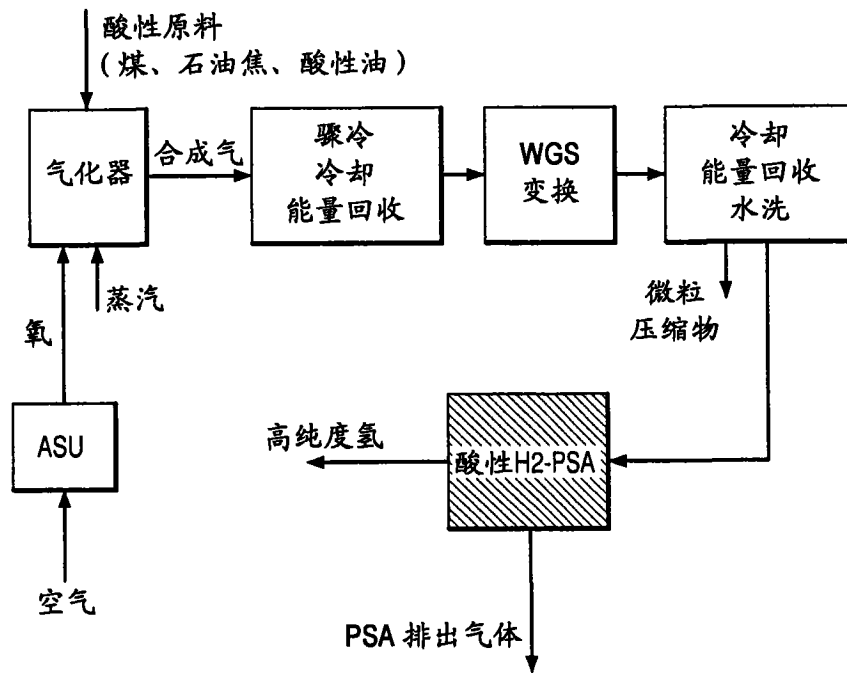 酸性原料
(煤、石油焦、酸性油)
气化器
合成气
骤冷
冷却
能量回收
WGS
变换
冷却
能量回收
水洗
蒸汽
氧
微粒
压缩物
ASU
高纯度氢
酸性H2-PSA
空气
PSA 排出气体